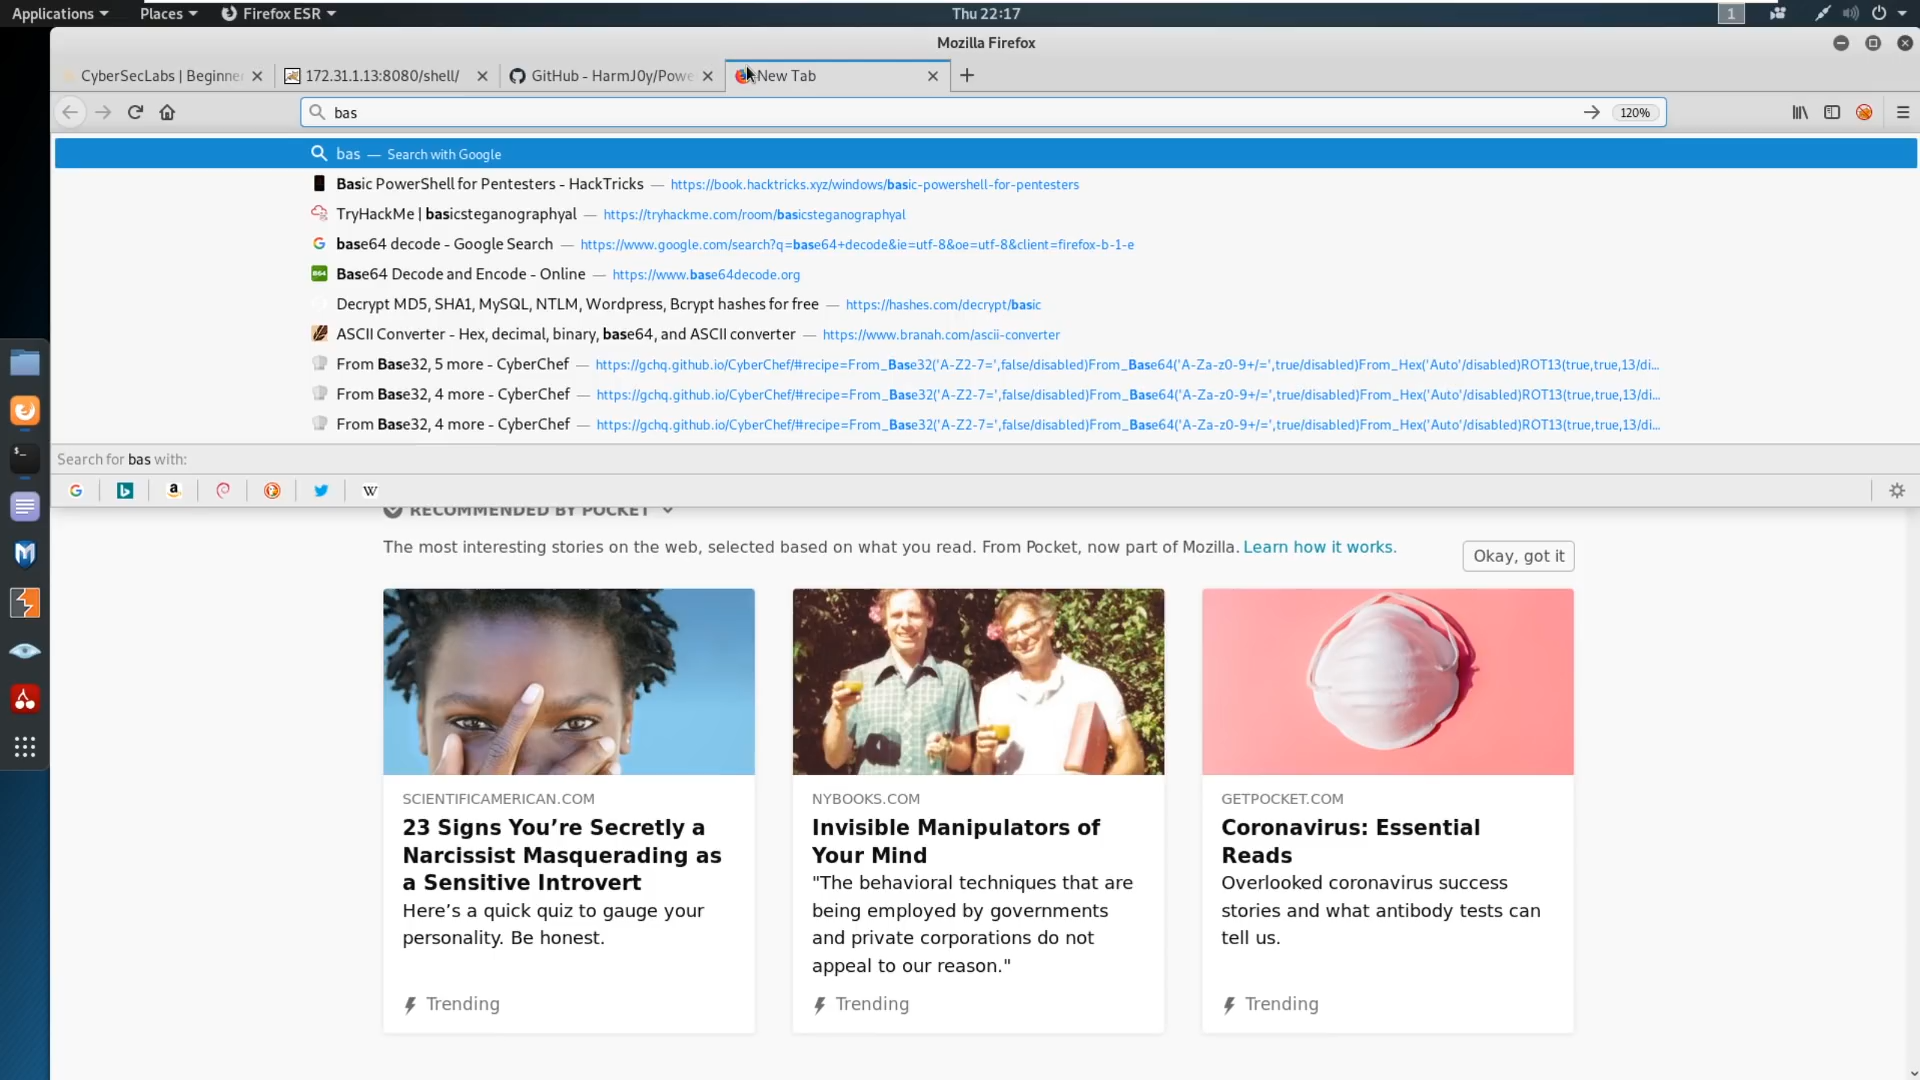 Applications Places Firefox ESR Thu 22:17 1
Mozilla Firefox
CyberSecLabs | Beginne 172.31.1.13:8080/shell/ GitHub - HarmJ0y/Powe New Tab
bas 120%
bas — Search with Google
Basic PowerShell for Pentesters - HackTricks — https://book.hacktricks.xyz/windows/basic-powershell-for-pentesters
TryHackMe | basicsteganographyal — https://tryhackme.com/room/basicsteganographyal
base64 decode - Google Search — https://www.google.com/search?q=base64+decode&ie=utf-8&oe=utf-8&client=firefox-b-1-e
Base64 Decode and Encode - Online — https://www.base64decode.org
Decrypt MD5, SHA1, MySQL, NTLM, Wordpress, Bcrypt hashes for free — https://hashes.com/decrypt/basic
ASCII Converter - Hex, decimal, binary, base64, and ASCII converter — https://www.branah.com/ascii-converter
From Base32, 5 more - CyberChef — https://gchq.github.io/CyberChef/#recipe=From_Base32('A-Z2-7=',false/disabled)From_Base64('A-Za-z0-9+/=',true/disabled)From_Hex('Auto'/disabled)ROT13(true,true,13/di...
From Base32, 4 more - CyberChef — https://gchq.github.io/CyberChef/#recipe=From_Base32('A-Z2-7=',false/disabled)From_Base64('A-Za-z0-9+/=',true/disabled)From_Hex('Auto'/disabled)ROT13(true,true,13/di...
From Base32, 4 more - CyberChef — https://gchq.github.io/CyberChef/#recipe=From_Base32('A-Z2-7=',false/disabled)From_Base64('A-Za-z0-9+/=',true/disabled)From_Hex('Auto'/disabled)ROT13(true,true,13/di...
Search for bas with:
RECOMMENDED BY POCKET
The most interesting stories on the web, selected based on what you read. From Pocket, now part of Mozilla. Learn how it works.
Okay, got it
SCIENTIFICAMERICAN.COM
23 Signs You’re Secretly a
Narcissist Masquerading as
a Sensitive Introvert
Here’s a quick quiz to gauge your
personality. Be honest.
Trending
NYBOOKS.COM
Invisible Manipulators of
Your Mind
"The behavioral techniques that are
being employed by governments
and private corporations do not
appeal to our reason."
Trending
GETPOCKET.COM
Coronavirus: Essential
Reads
Overlooked coronavirus success
stories and what antibody tests can
tell us.
Trending